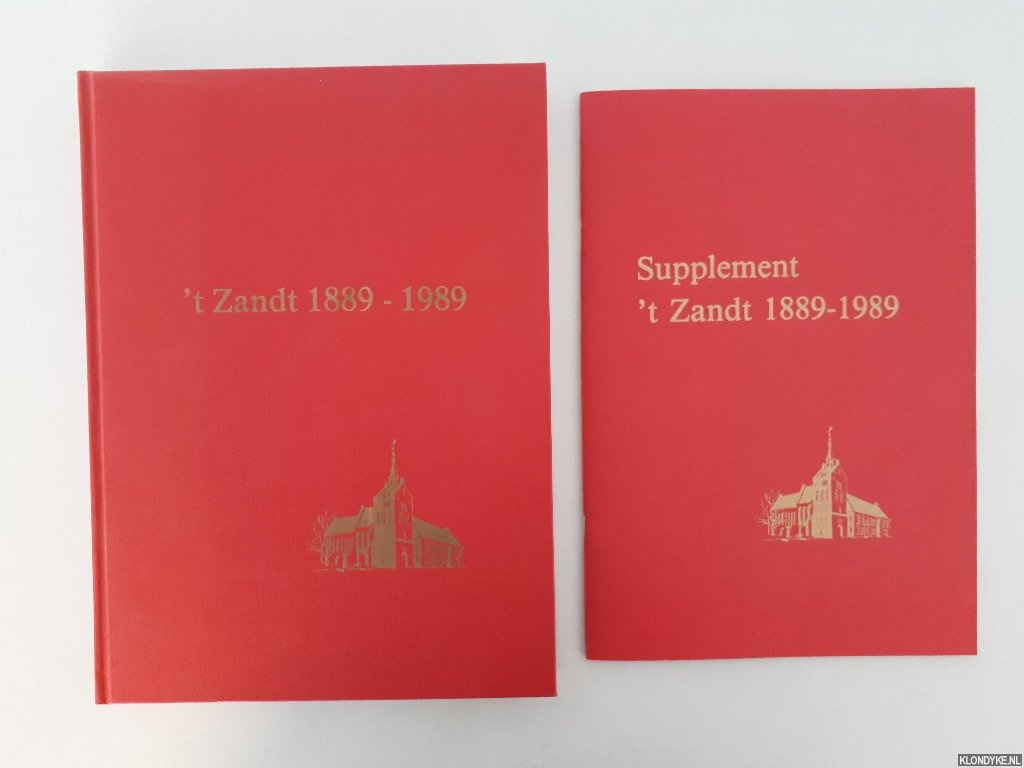 ’t Zandt 1889 - 1989
Supplement
’t Zandt 1889-1989
KLONDYKE.NL